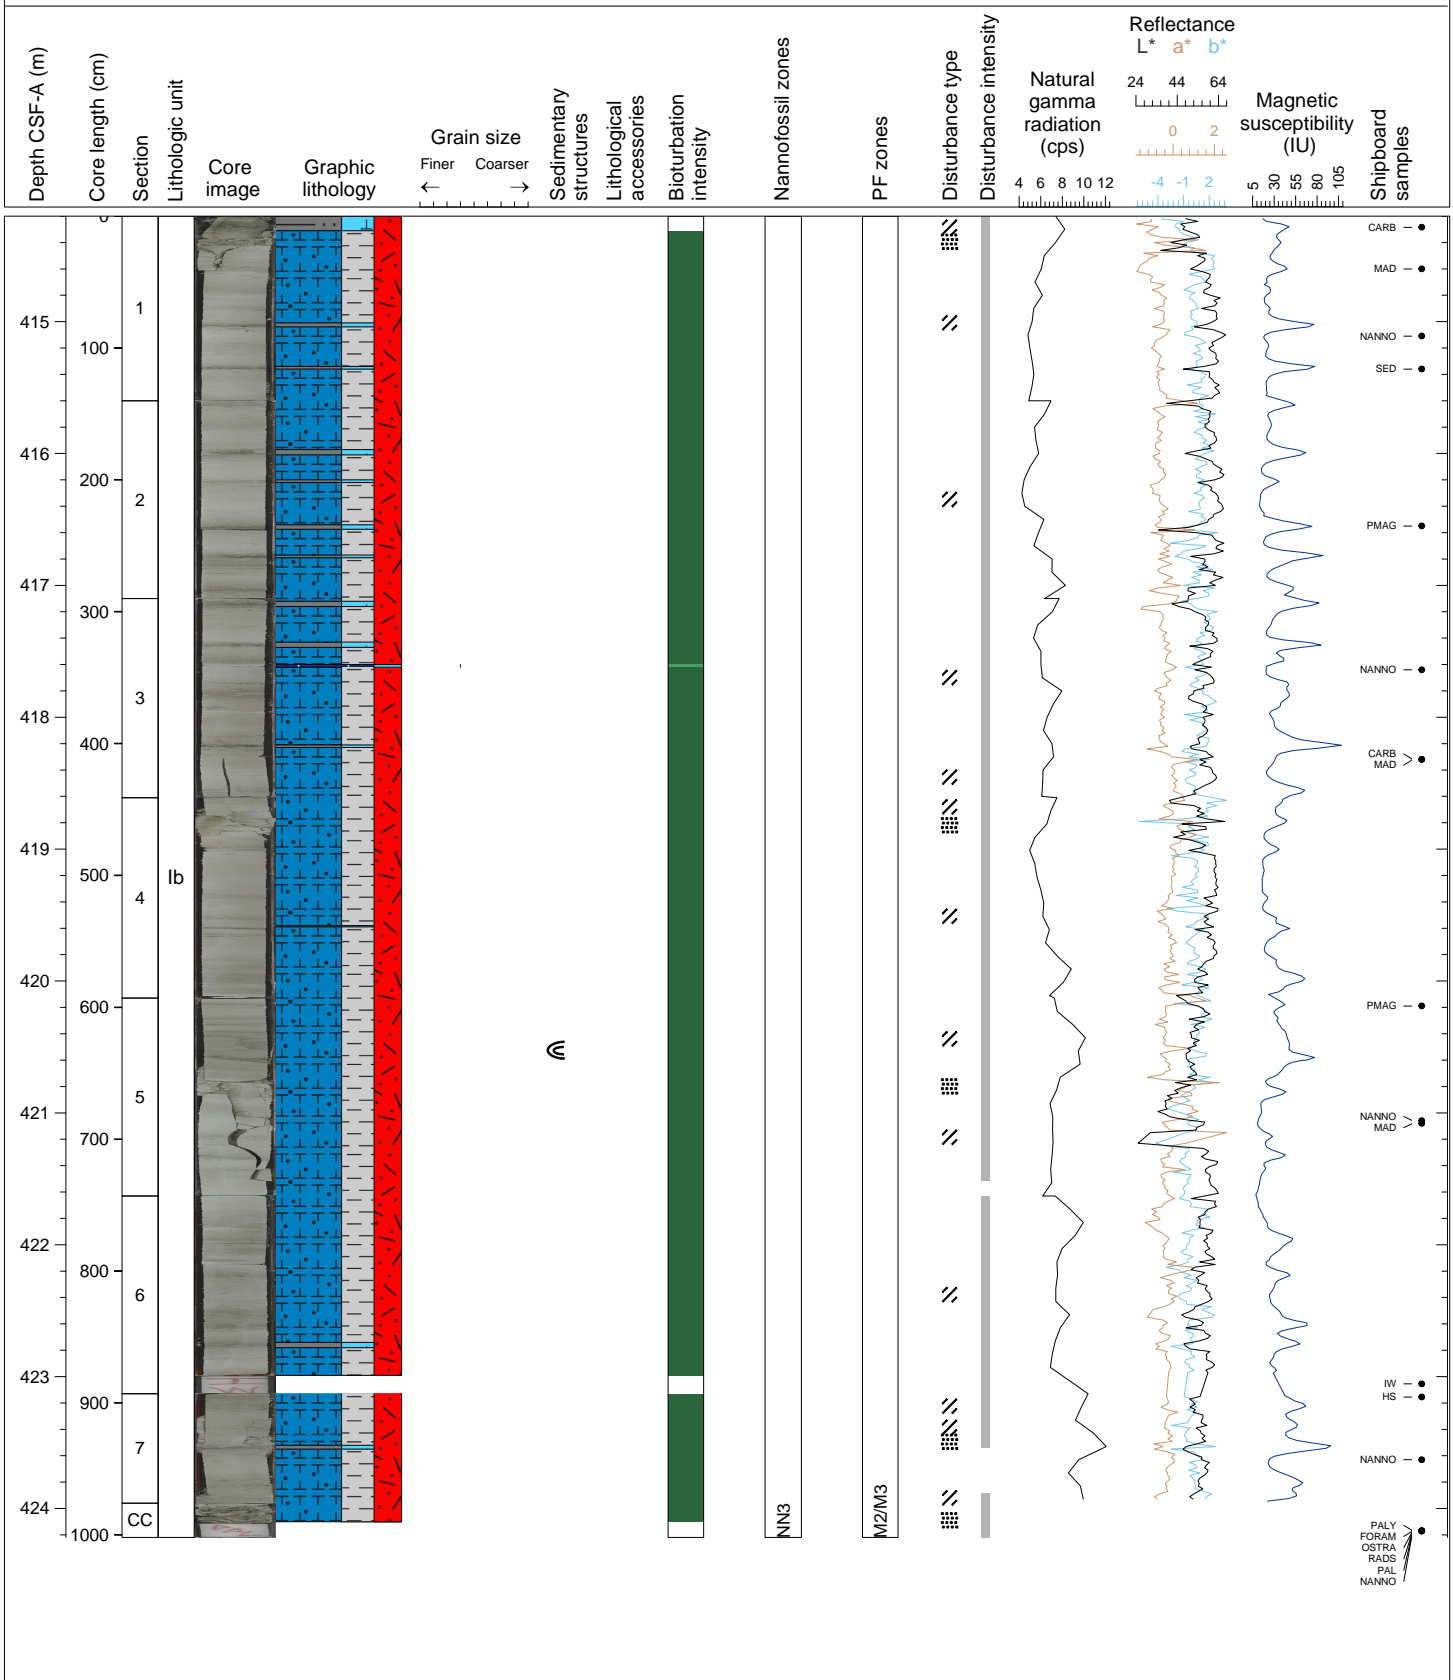 Depth CSF-A (m)
Core length (cm)
Section
Lithologic unit
Core
image
Graphic
lithology
Grain size
Finer Coarser
← →
Sedimentary
structures
Lithological
accessories
Bioturbation
intensity
Nannofossil zones
PF zones
Disturbance type
Disturbance intensity
Natural
gamma
radiation
(cps)
4 6 8 10 12
Reflectance
L* a* b*
24 44 64
0 2
-4 -1 2
Magnetic
susceptibility
(IU)
5 30 55 80 105
Shipboard
samples
0
CARB
MAD
1
415
NANNO
100
SED
416
200
2
PMAG
417
300
NANNO
3
418
400
CARB
MAD
419
Ib
500
4
420
600
PMAG
5
421
NANNO
MAD
700
422
800
6
423
IW
HS
900
7
NANNO
424
NN3
M2/M3
CC
1000
PALY
FORAM
OSTRA
RADS
PAL
NANNO